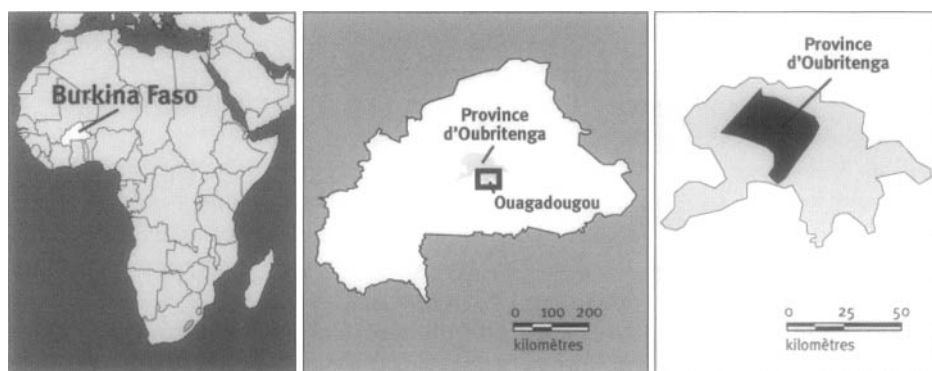 Burkina Faso
Province
d'Oubritenga
Ouagadougou
0 100 200
kilomètres
Province
d'Oubritenga
0 25 50
kilomètres